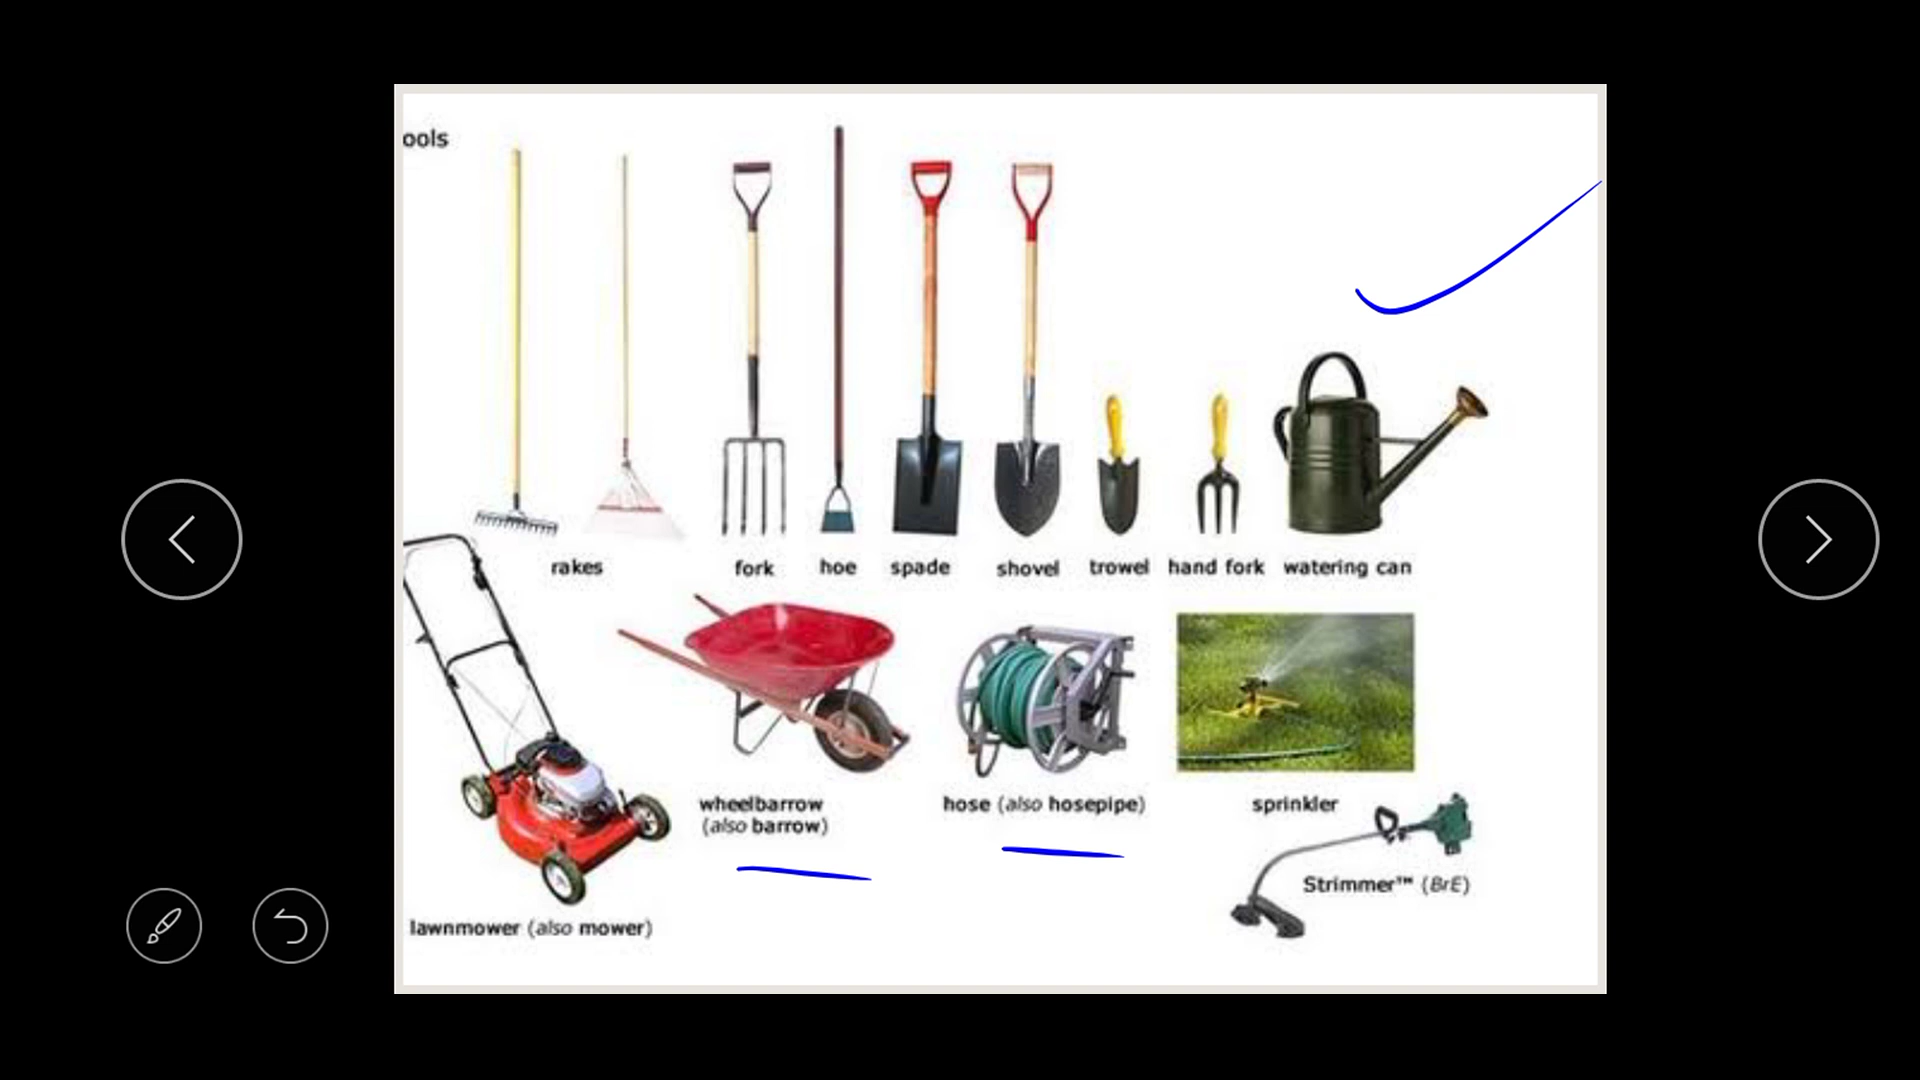 ools
rakes fork hoe spade shovel trowel hand fork watering can
wheelbarrow
(also barrow)
hose (also hosepipe)
sprinkler
Strimmer™ (BrE)
lawnmower (also mower)